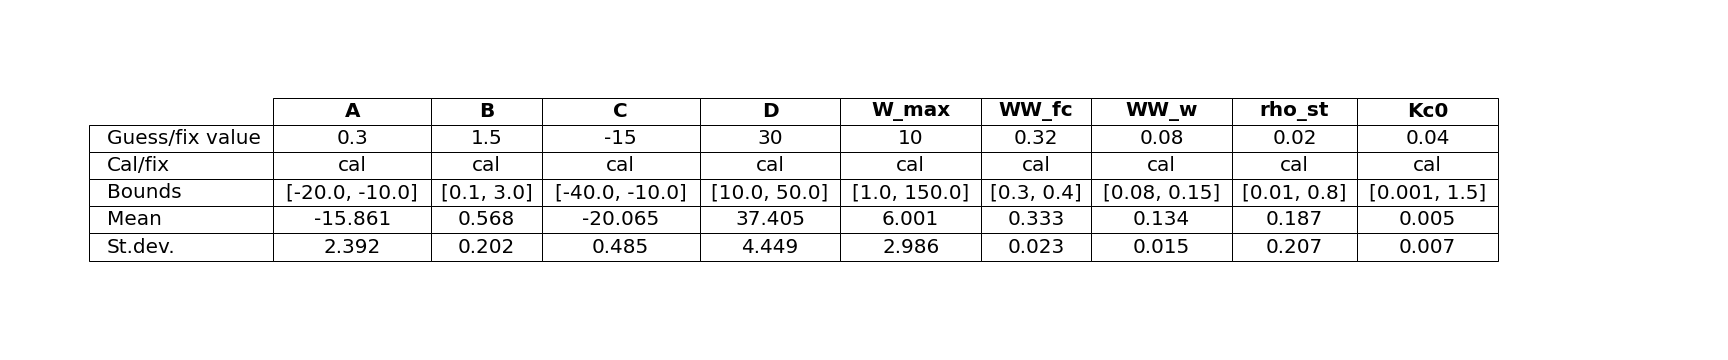 A B C D W_max WW_fc WW_w rho_st Kc0
Guess/fix value 0.3 1.5 -15 30 10 0.32 0.08 0.02 0.04
Cal/fix cal cal cal cal cal cal cal cal cal
Bounds [-20.0, -10.0] [0.1, 3.0] [-40.0, -10.0] [10.0, 50.0] [1.0, 150.0] [0.3, 0.4] [0.08, 0.15] [0.01, 0.8] [0.001, 1.5]
Mean -15.861 0.568 -20.065 37.405 6.001 0.333 0.134 0.187 0.005
St.dev. 2.392 0.202 0.485 4.449 2.986 0.023 0.015 0.207 0.007